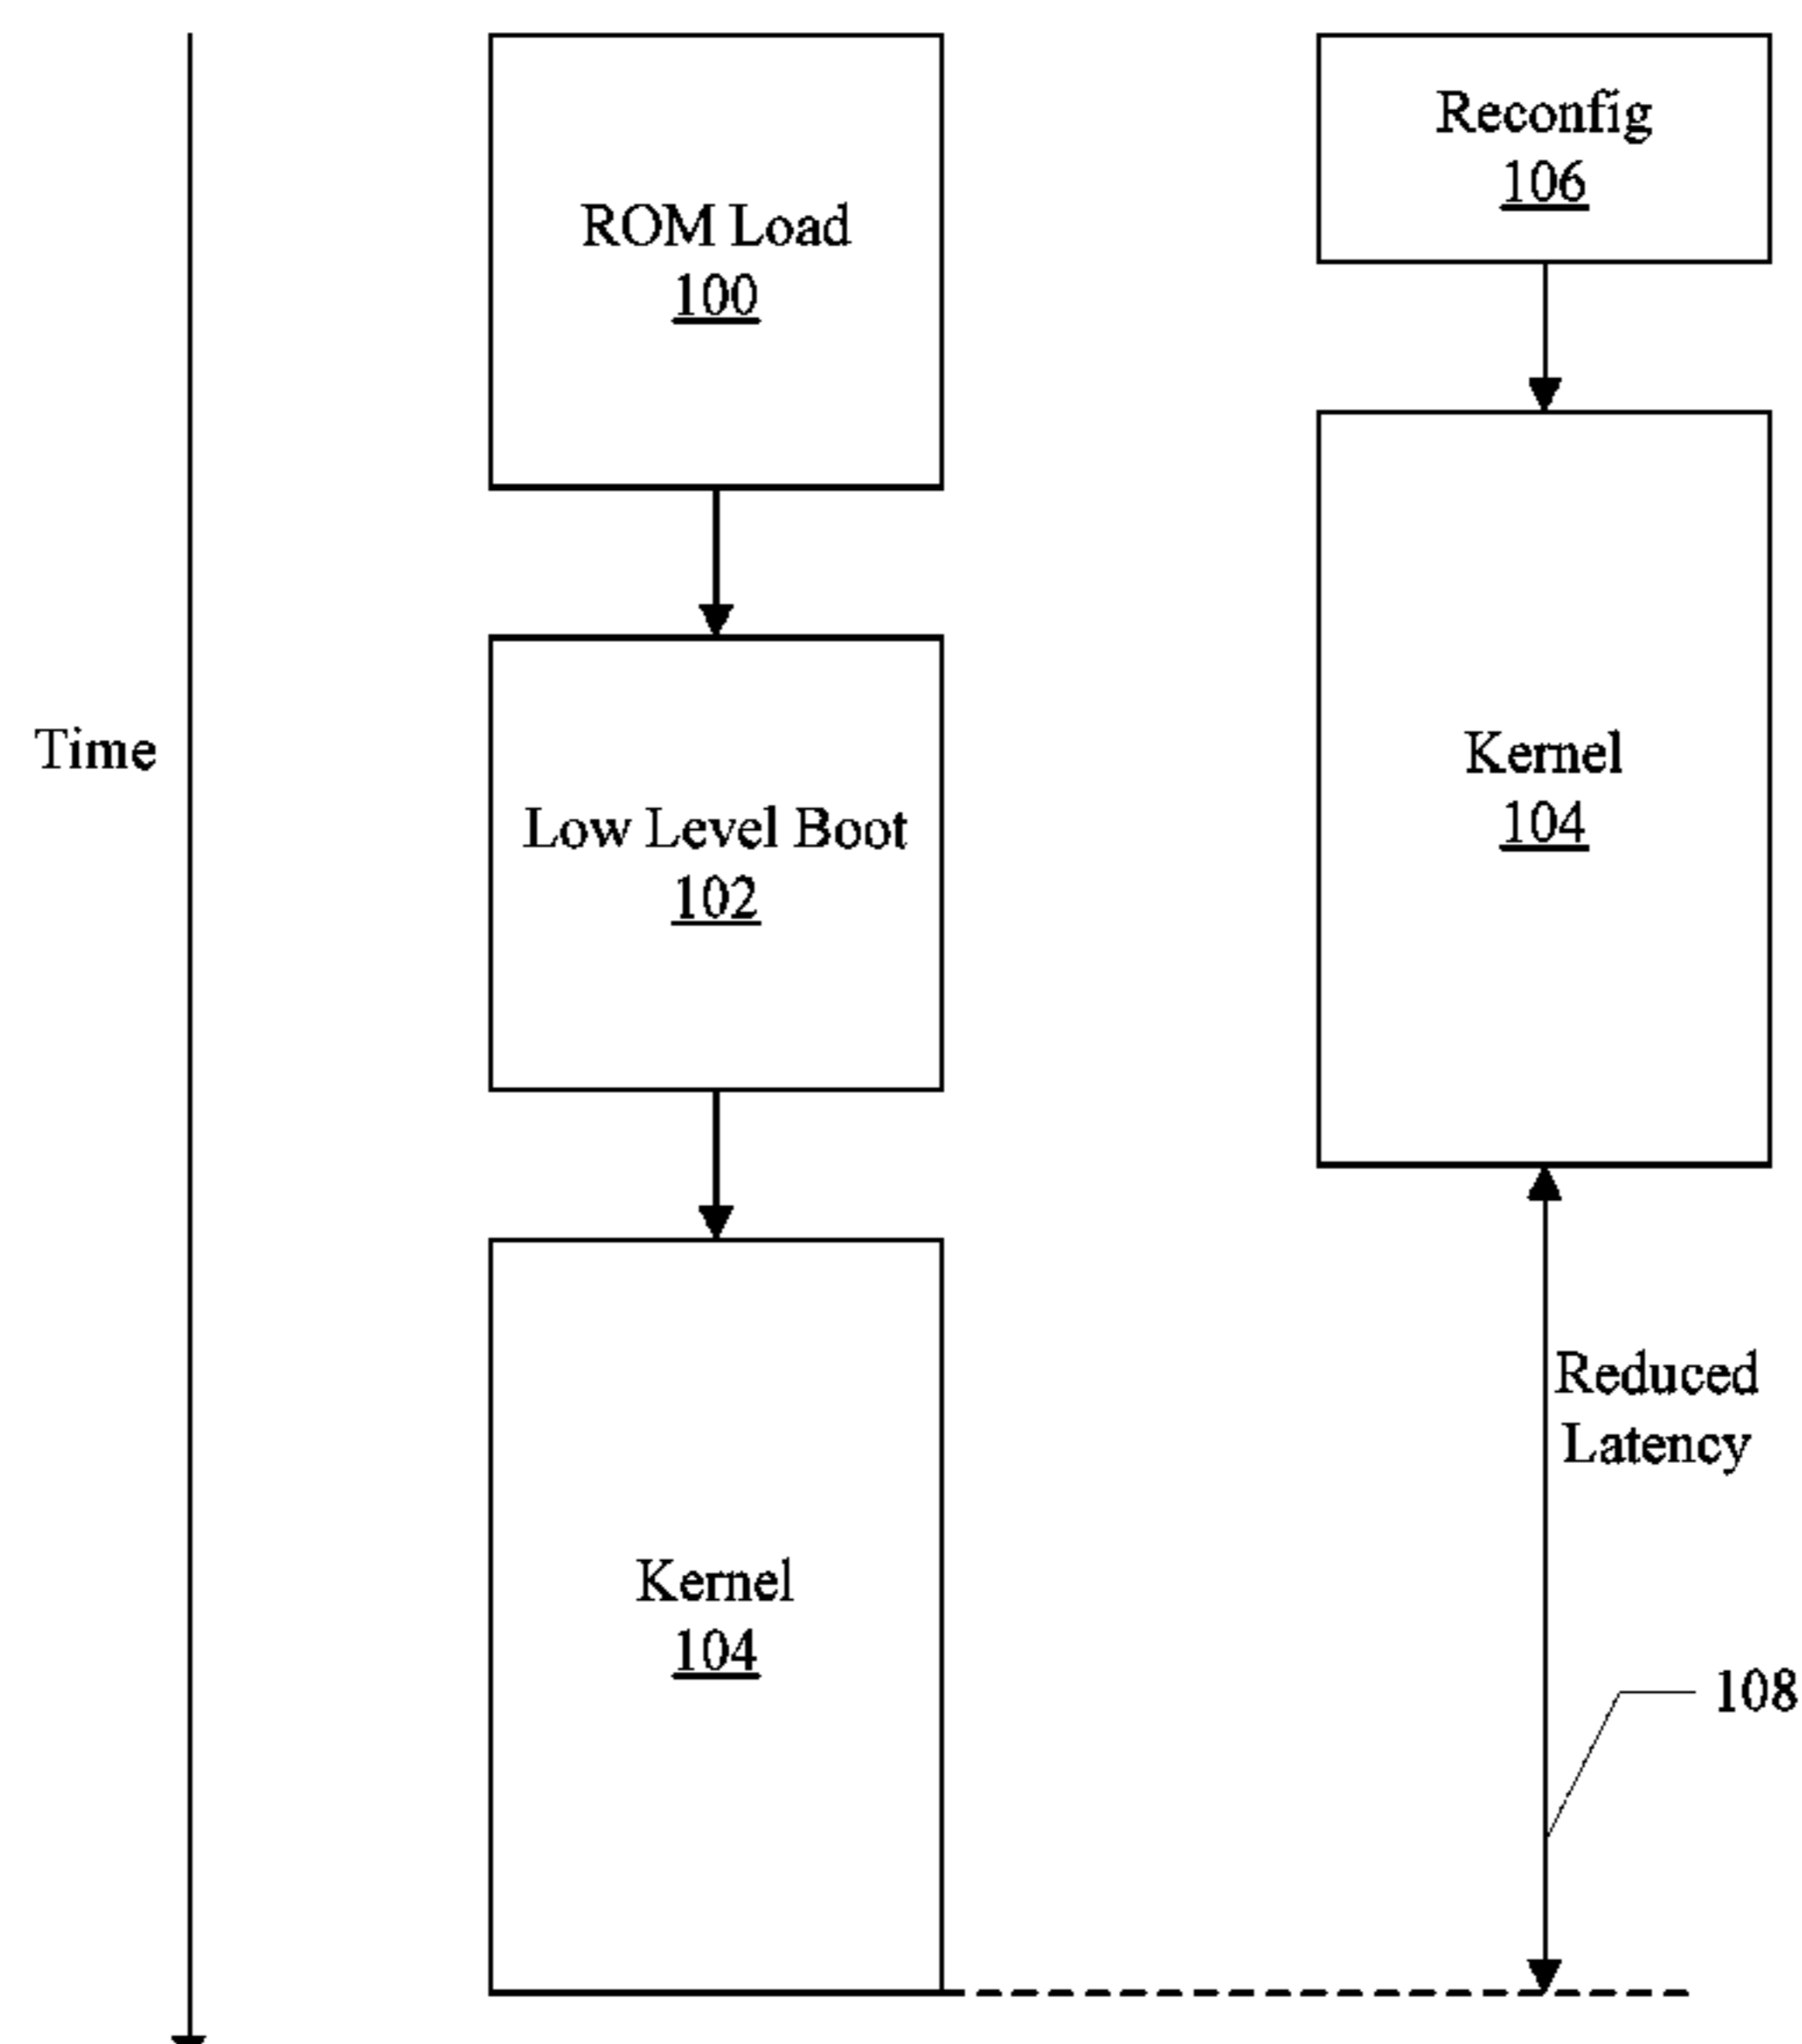 Time
ROM Load
100
Low Level Boot
102
Kernel
104
Reconfig
106
Kernel
104
Reduced
Latency
108